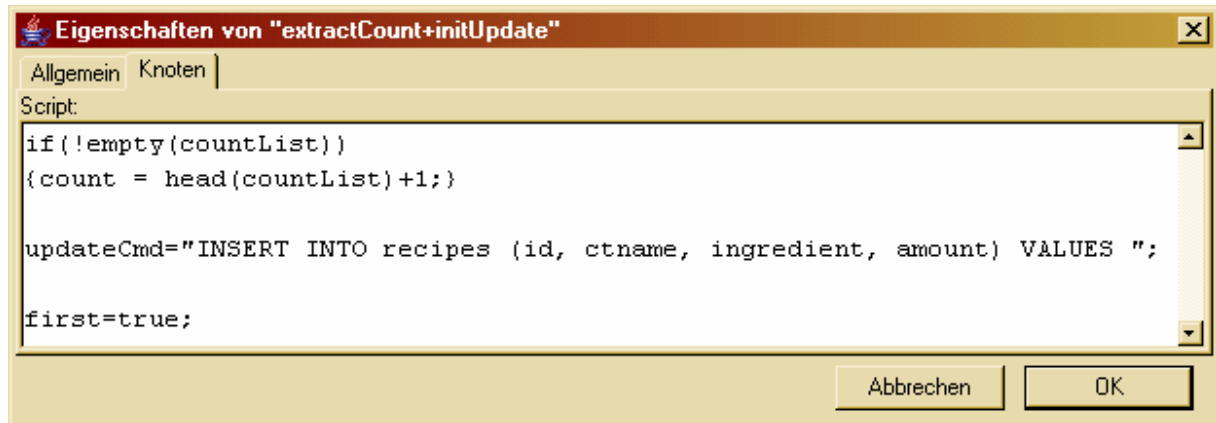 Eigenschaften von "extractCount+initUpdate"
Allgemein Knoten
Script:
if(!empty(countList))
{count = head(countList)+1;}
updateCmd="INSERT INTO recipes (id, ctname, ingredient, amount) VALUES ";
first=true;
Abbrechen OK